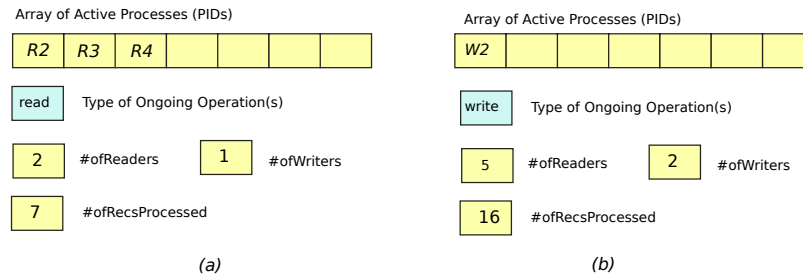 Array of Active Processes (PIDs)
R2 R3 R4
read Type of Ongoing Operation(s)
2 #ofReaders 1 #ofWriters
7 #ofRecsProcessed
(a)
Array of Active Processes (PIDs)
W2
write Type of Ongoing Operation(s)
5 #ofReaders 2 #ofWriters
16 #ofRecsProcessed
(b)